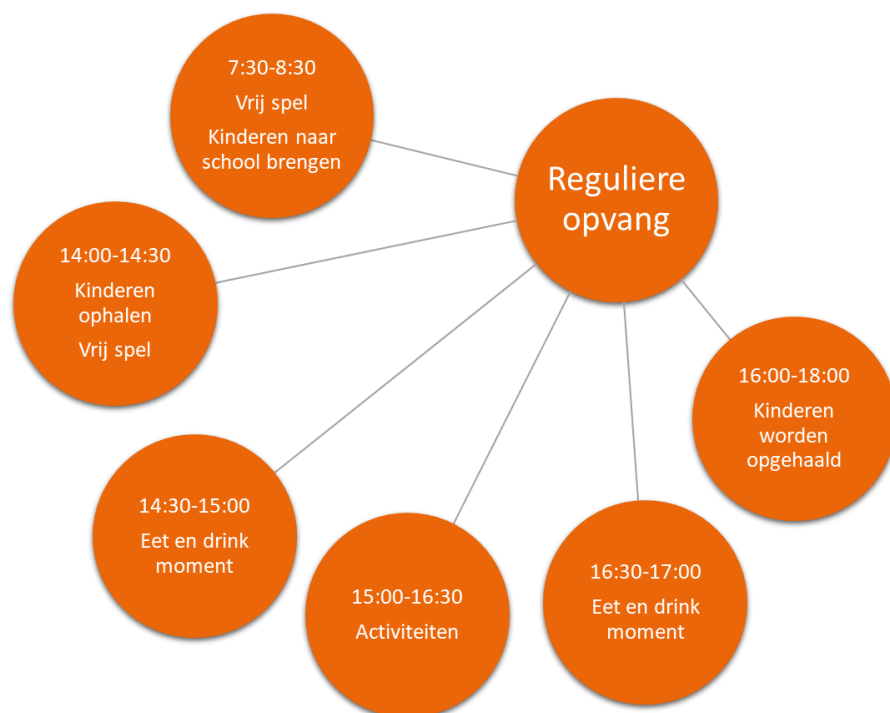 Reguliere
opvang
7:30-8:30
Vrij spel
Kinderen naar
school brengen
14:00-14:30
Kinderen
ophalen
Vrij spel
14:30-15:00
Eet en drink
moment
15:00-16:30
Activiteiten
16:30-17:00
Eet en drink
moment
16:00-18:00
Kinderen
worden
opgehaald